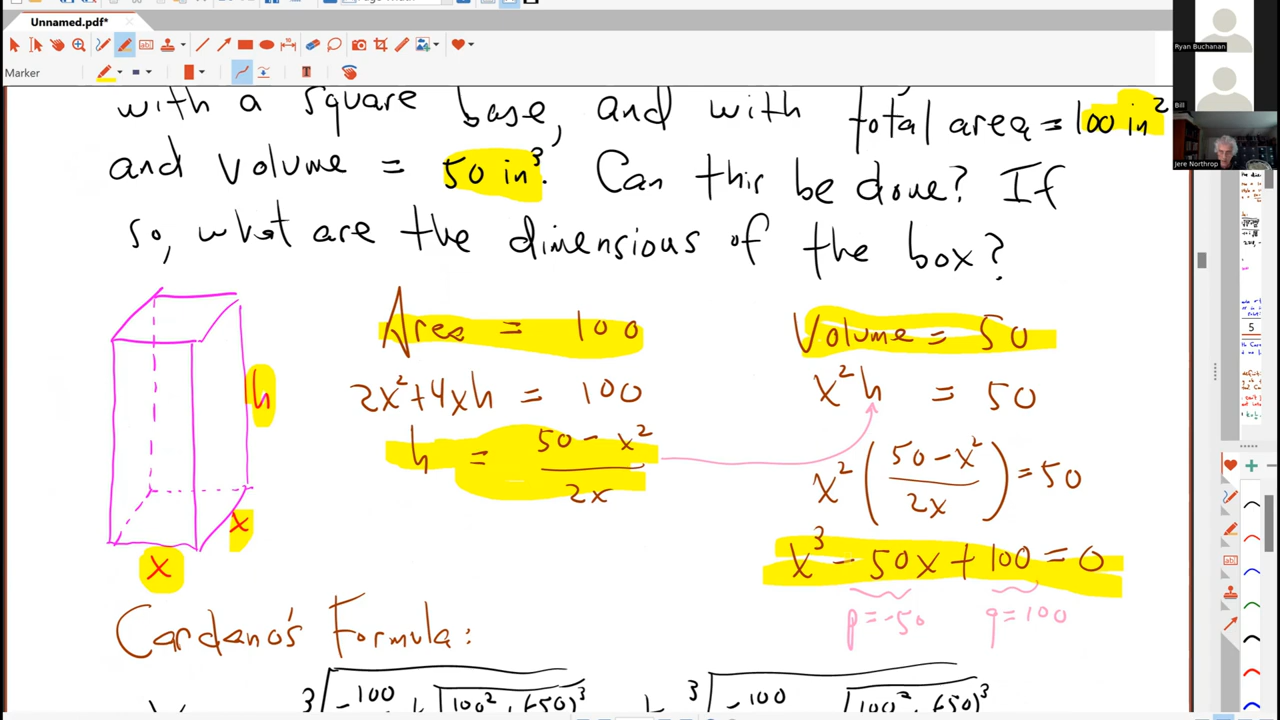 Unnamed.pdf*
Marker
Ryan Buchanan
Bill
Jere Northrop
with a square base, and with total area = 100 in²
and volume = 50 in³. Can this be done? If
so, what are the dimensions of the box?
Area = 100
2x²+4xh = 100
h = (50 - x²)/(2x)
Volume = 50
x²h = 50
x²((50-x²)/(2x)) = 50
x³ - 50x + 100 = 0
p=-50
q=100
h
x
x
Cardano's Formula: